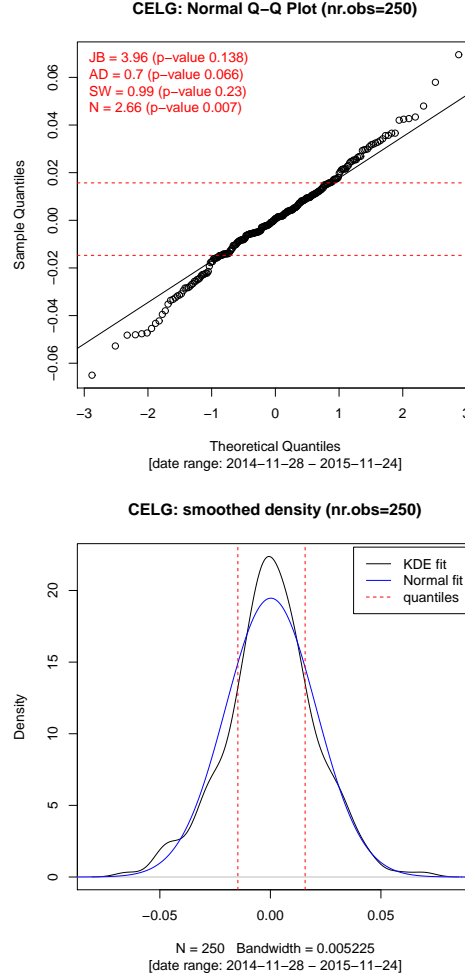 CELG: Normal Q−Q Plot (nr.obs=250)
JB = 3.96 (p−value 0.138)
AD = 0.7 (p−value 0.066)
SW = 0.99 (p−value 0.23)
N = 2.66 (p−value 0.007)
Sample Quantiles
0.06
0.04
0.02
0.00
−0.02
−0.04
−0.06
−3 −2 −1 0 1 2 3
Theoretical Quantiles
[date range: 2014−11−28 − 2015−11−24]
CELG: smoothed density (nr.obs=250)
KDE fit
Normal fit
quantiles
Density
20
15
10
5
0
−0.05 0.00 0.05
N = 250 Bandwidth = 0.005225
[date range: 2014−11−28 − 2015−11−24]